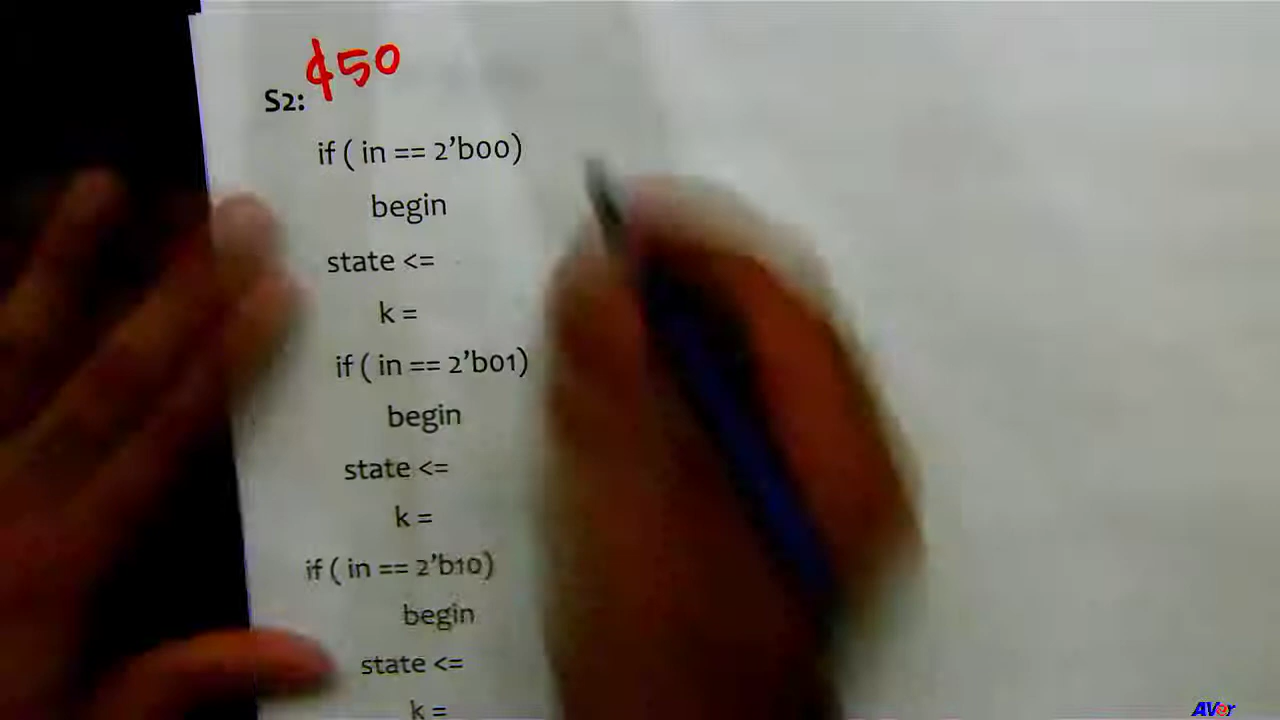 ¢50
S2:
if ( in == 2’b00)
begin
state <=
k =
if ( in == 2’b01)
begin
state <=
k =
if ( in == 2’b10)
begin
state <=
k =
AVer